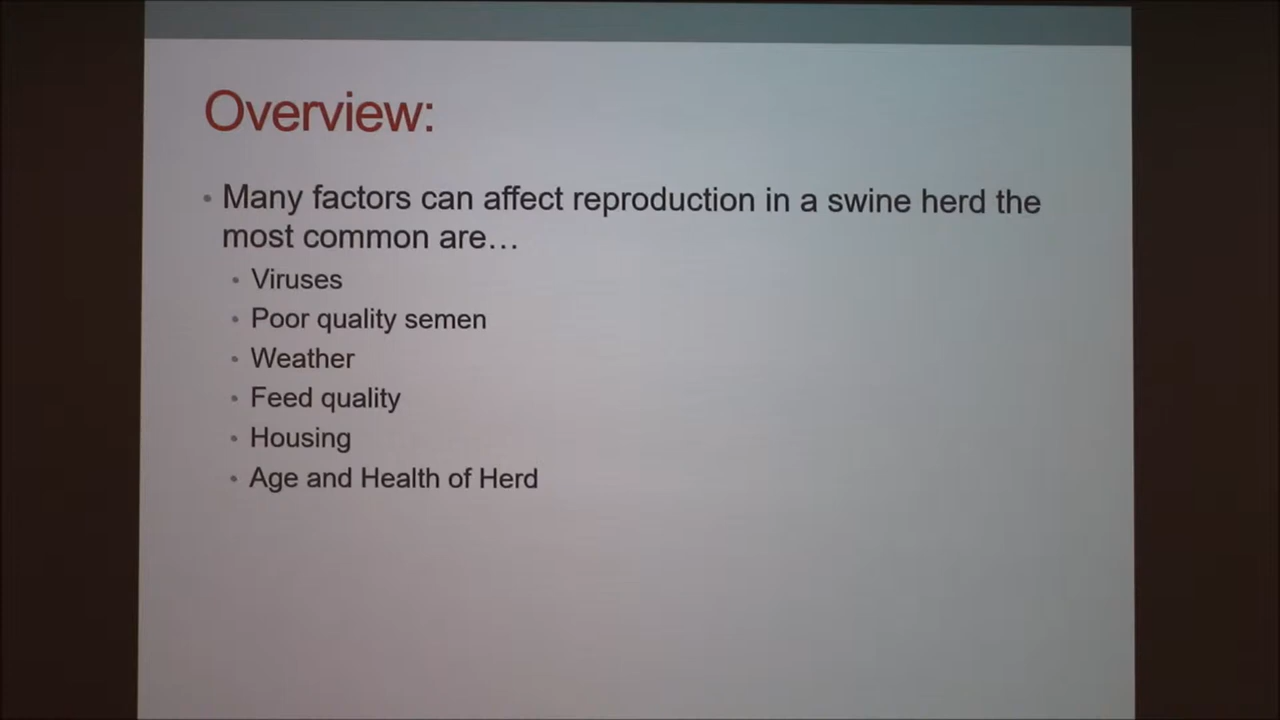 Overview:
• Many factors can affect reproduction in a swine herd the
most common are…
• Viruses
• Poor quality semen
• Weather
• Feed quality
• Housing
• Age and Health of Herd